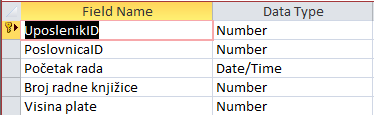 Field Name Data Type
UposlenikID Number
PoslovnicaID Number
Početak rada Date/Time
Broj radne knjižice Number
Visina plate Number